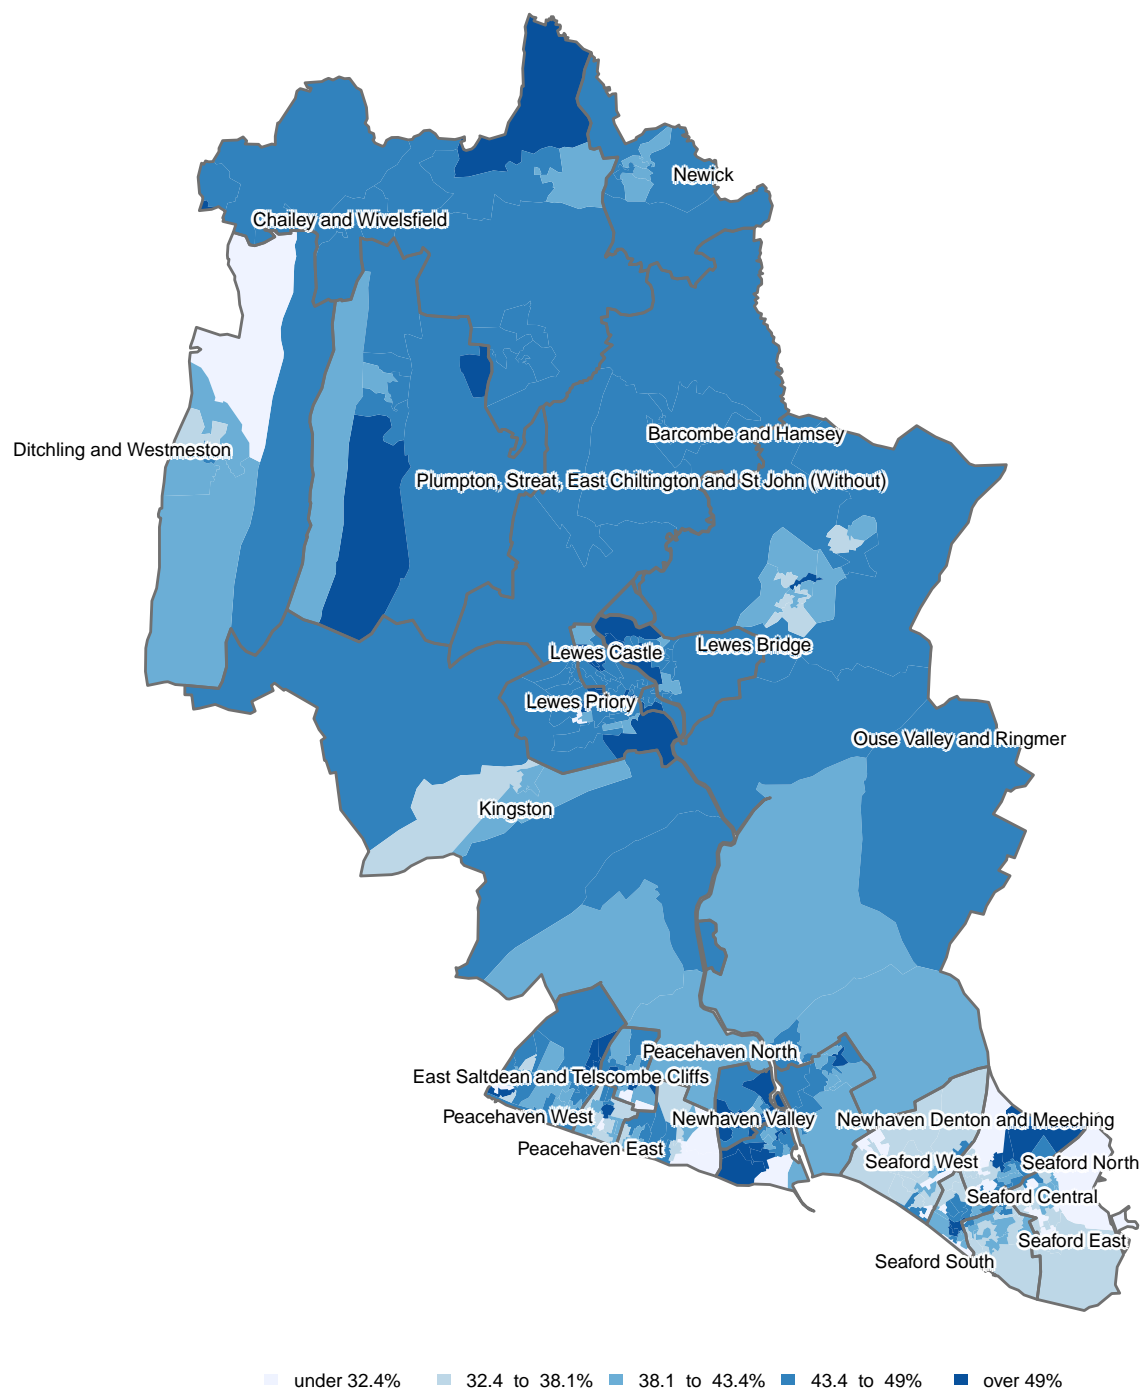 Newick
Chailey and Wivelsfield
Barcombe and Hamsey
Ditchling and Westmeston
Plumpton, Streat, East Chiltington and St John (Without)
Lewes Bridge
Lewes Castle
Lewes Priory
Ouse Valley and Ringmer
Kingston
Peacehaven North
East Saltdean and Telscombe Cliffs
Peacehaven West
Newhaven Valley
Newhaven Denton and Meeching
Peacehaven East
Seaford West
Seaford North
Seaford Central
Seaford East
Seaford South
under 32.4% 32.4 to 38.1% 38.1 to 43.4% 43.4 to 49% over 49%